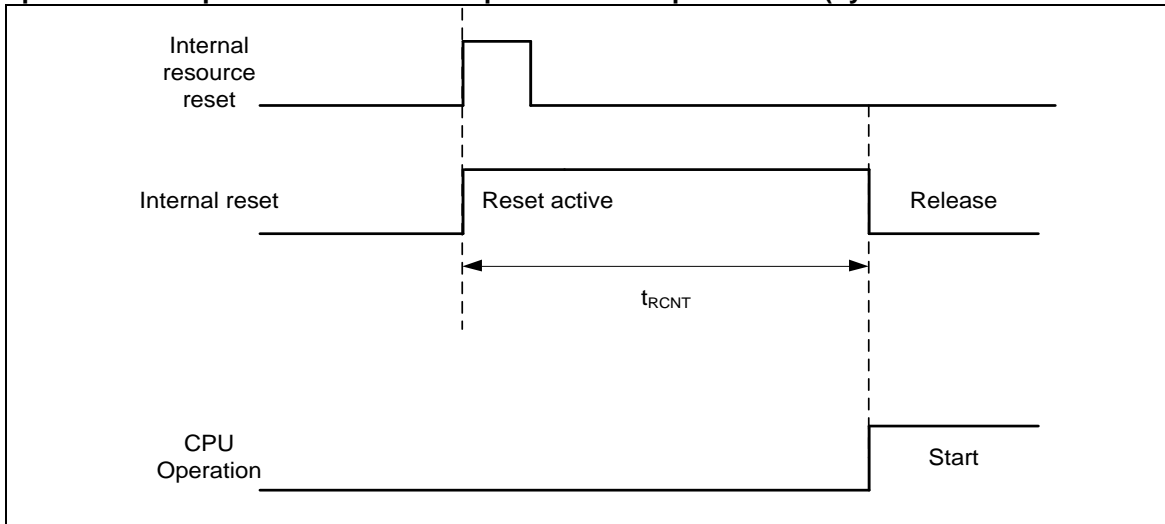 Internal
resource
reset
Internal reset
Reset active
Release
tRCNT
CPU
Operation
Start